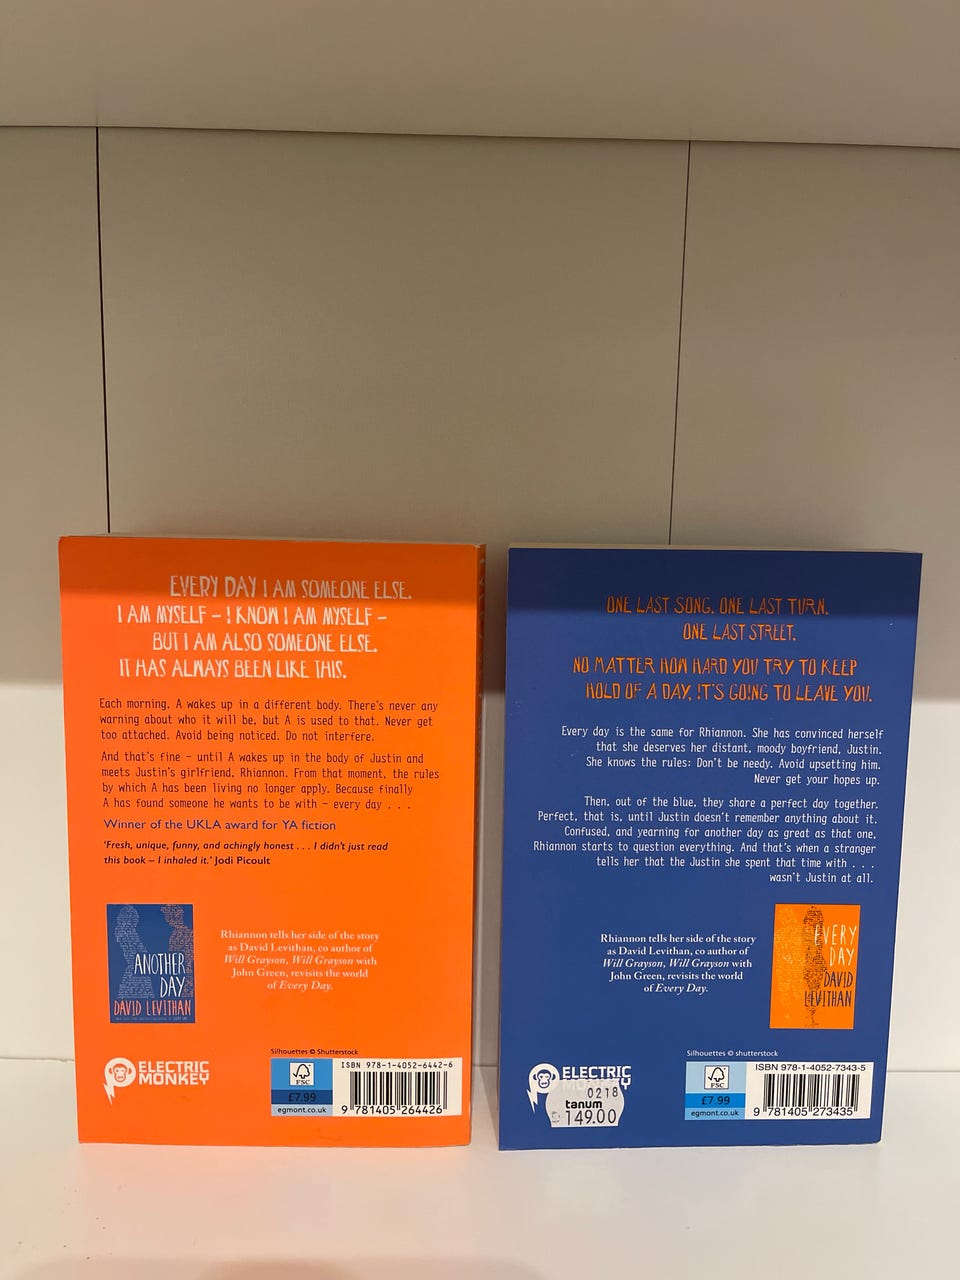 EVERY DAY I AM SOMEONE ELSE.
I AM MYSELF – I KNOW I AM MYSELF –
BUT I AM ALSO SOMEONE ELSE.
IT HAS ALWAYS BEEN LIKE THIS.
Each morning, A wakes up in a different body. There's never any
warning about who it will be, but A is used to that. Never get
too attached. Avoid being noticed. Do not interfere.
And that's fine – until A wakes up in the body of Justin and
meets Justin's girlfriend, Rhiannon. From that moment, the rules
by which A has been living no longer apply. Because finally
A has found someone he wants to be with – every day . . .
Winner of the UKLA award for YA fiction
'Fresh, unique, funny, and achingly honest . . . I didn't just read
this book – I inhaled it.' Jodi Picoult
ANOTHER
DAY
DAVID LEVITHAN
Rhiannon tells her side of the story
as David Levithan, co author of
Will Grayson, Will Grayson with
John Green, revisits the world
of Every Day.
ELECTRIC
MONKEY
Silhouettes © Shutterstock
FSC
£7.99
egmont.co.uk
ISBN 978-1-4052-6442-6
9 781405 264426
ONE LAST SONG. ONE LAST TURN.
ONE LAST STREET.
NO MATTER HOW HARD YOU TRY TO KEEP
HOLD OF A DAY, IT'S GOING TO LEAVE YOU.
Every day is the same for Rhiannon. She has convinced herself
that she deserves her distant, moody boyfriend, Justin.
She knows the rules: Don't be needy. Avoid upsetting him.
Never get your hopes up.
Then, out of the blue, they share a perfect day together.
Perfect, that is, until Justin doesn't remember anything about it.
Confused, and yearning for another day as great as that one,
Rhiannon starts to question everything. And that's when a stranger
tells her that the Justin she spent that time with . . .
wasn't Justin at all.
Rhiannon tells her side of the story
as David Levithan, co author of
Will Grayson, Will Grayson with
John Green, revisits the world
of Every Day.
EVERY
DAY
DAVID
LEVITHAN
ELECTRIC
0218
tanum
149.00
Silhouettes © shutterstock
FSC
£7.99
egmont.co.uk
ISBN 978-1-4052-7343-5
9 781405 273435